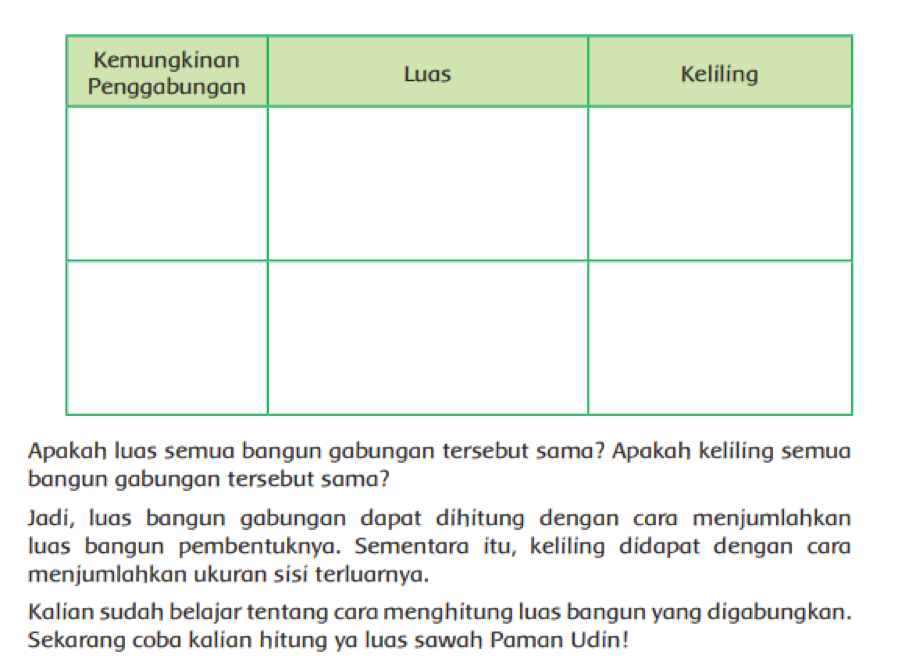 Kemungkinan
Penggabungan
Luas
Keliling
Apakah luas semua bangun gabungan tersebut sama? Apakah keliling semua
bangun gabungan tersebut sama?
Jadi, luas bangun gabungan dapat dihitung dengan cara menjumlahkan
luas bangun pembentuknya. Sementara itu, keliling didapat dengan cara
menjumlahkan ukuran sisi terluarnya.
Kalian sudah belajar tentang cara menghitung luas bangun yang digabungkan.
Sekarang coba kalian hitung ya luas sawah Paman Udin!